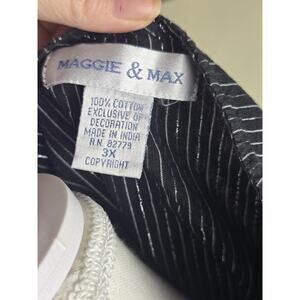 MAGGIE & MAX
100% COTTON
EXCLUSIVE OF
DECORATION
MADE IN INDIA
R.N. 82779
3X
COPYRIGHT